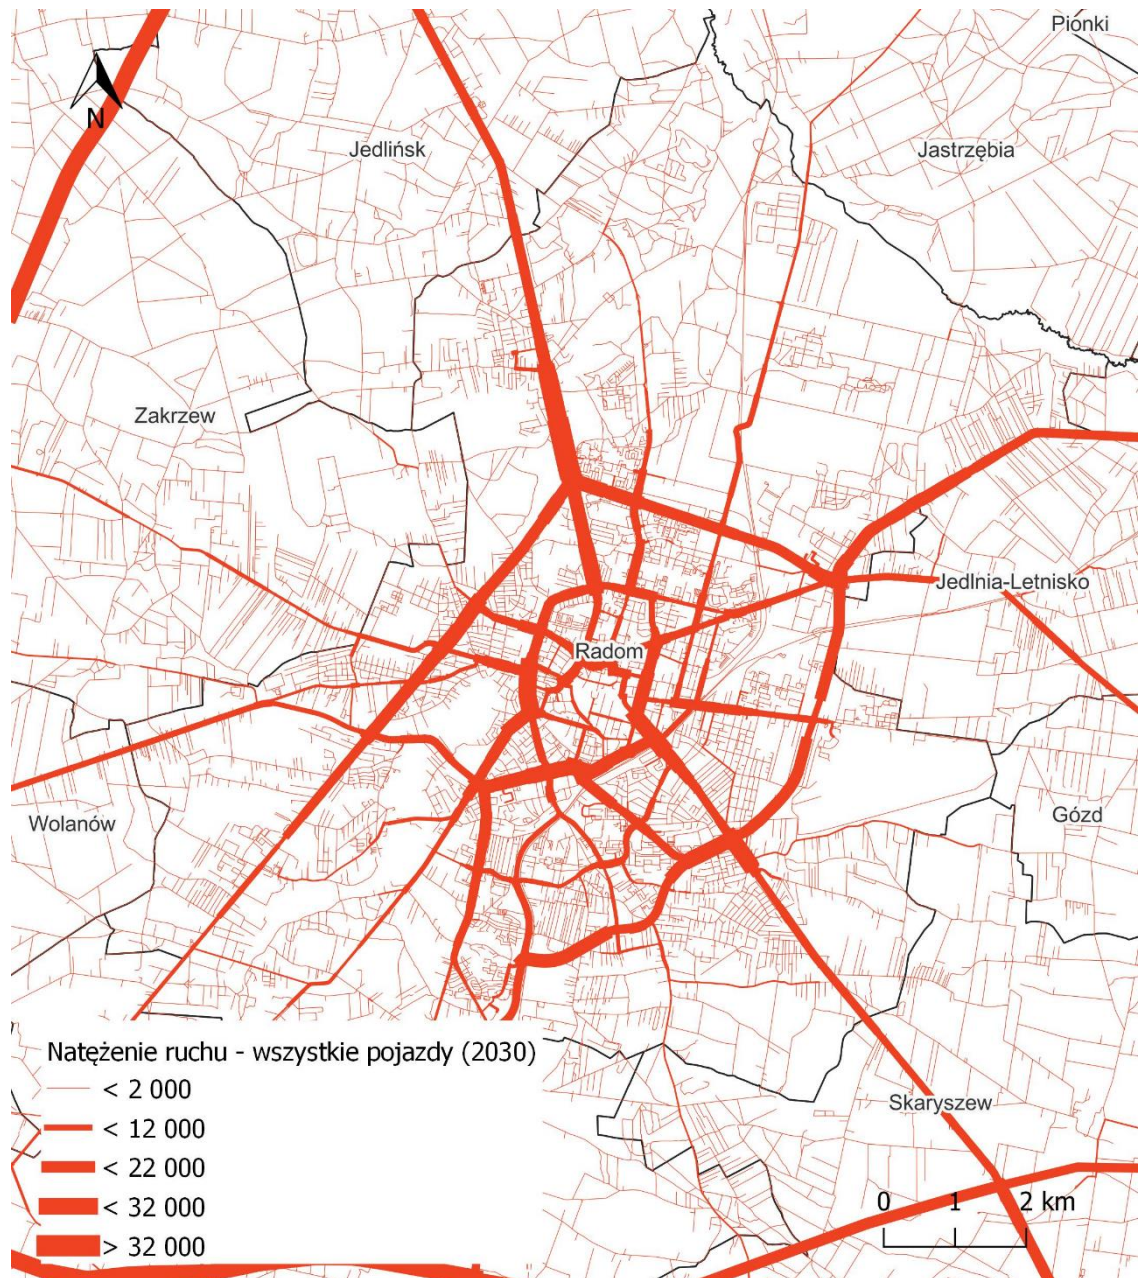 Pionki
N
Jedlińsk
Jastrzębia
Zakrzew
Jedlnia-Letnisko
Radom
Wolanów
Gózd
Natężenie ruchu - wszystkie pojazdy (2030)
< 2 000
< 12 000
< 22 000
< 32 000
> 32 000
Skaryszew
0 1 2 km